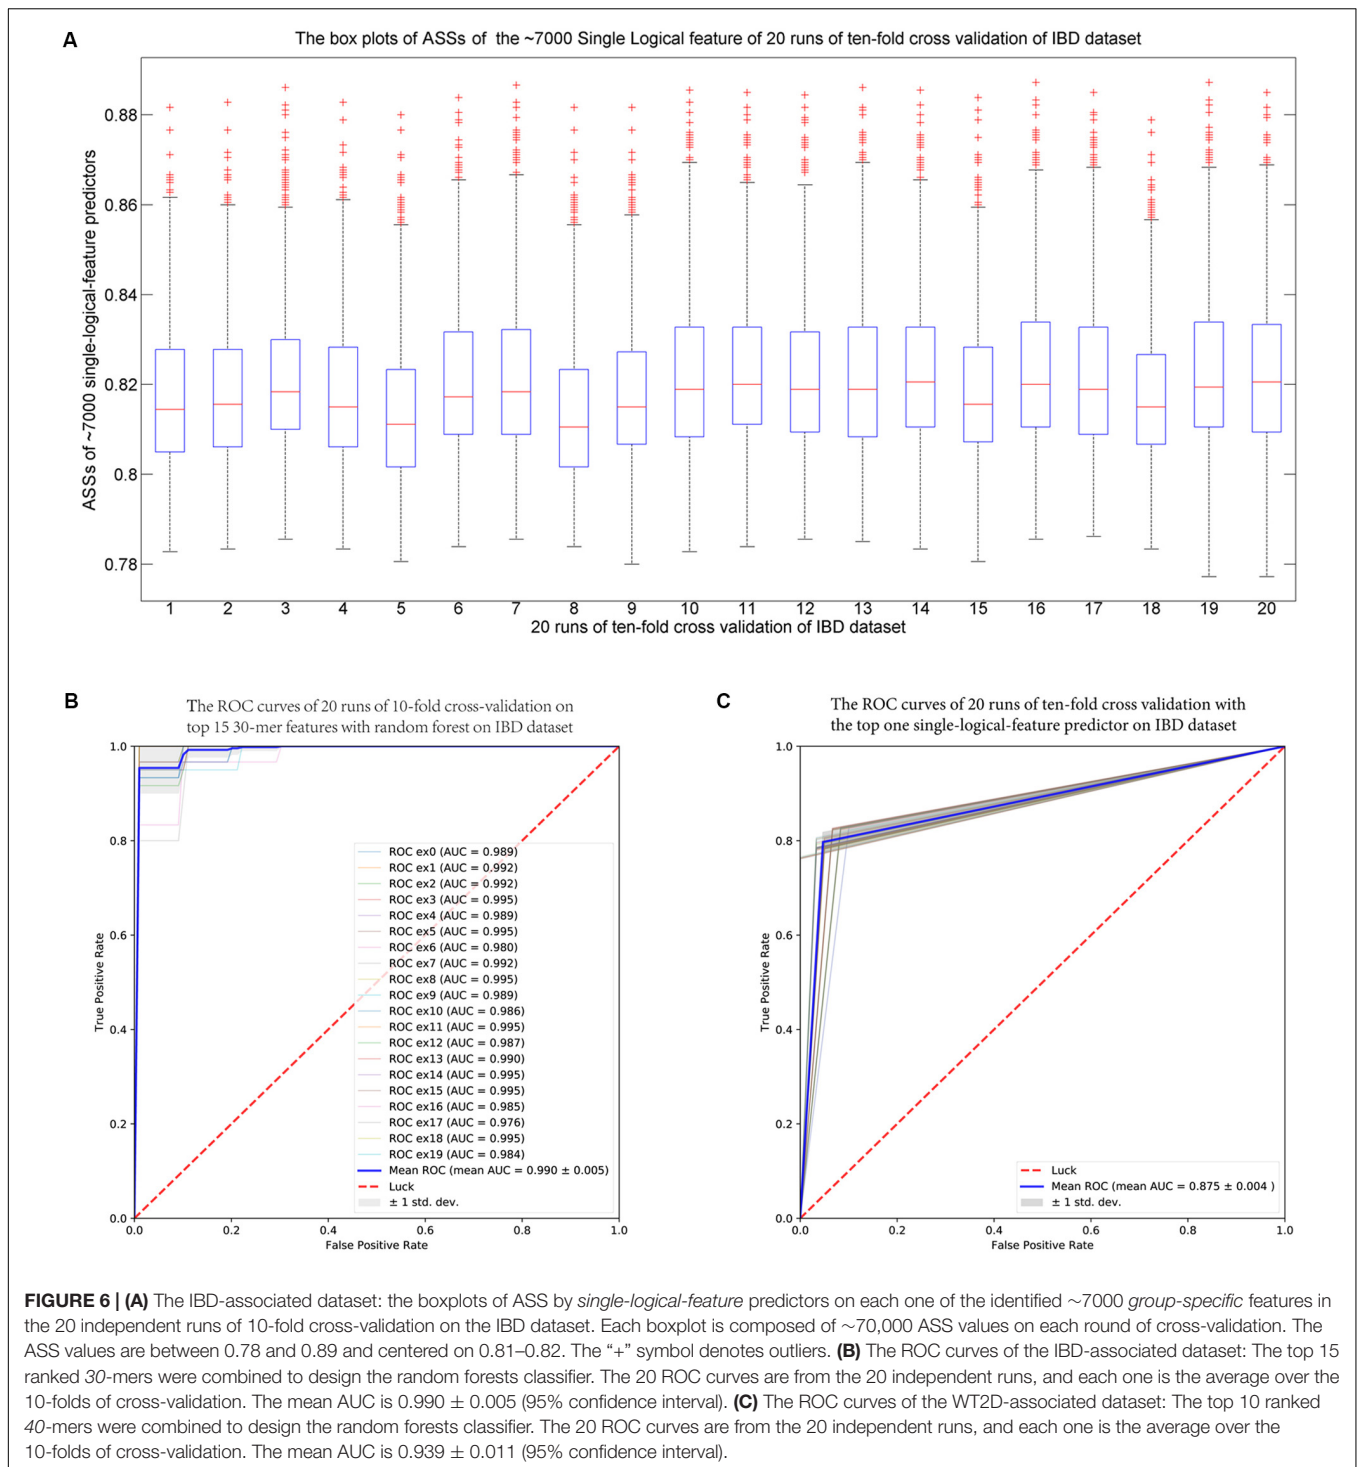 A
The box plots of ASSs of the ~7000 Single Logical feature of 20 runs of ten-fold cross validation of IBD dataset
ASSs of ~7000 single-logical-feature predictors
0.88
0.86
0.84
0.82
0.8
0.78
1 2 3 4 5 6 7 8 9 10 11 12 13 14 15 16 17 18 19 20
20 runs of ten-fold cross validation of IBD dataset
B
The ROC curves of 20 runs of 10-fold cross-validation on
top 15 30-mer features with random forest on IBD dataset
True Positive Rate
1.0
0.8
0.6
0.4
0.2
0.0
ROC ex0 (AUC = 0.989)
ROC ex1 (AUC = 0.992)
ROC ex2 (AUC = 0.992)
ROC ex3 (AUC = 0.995)
ROC ex4 (AUC = 0.989)
ROC ex5 (AUC = 0.995)
ROC ex6 (AUC = 0.980)
ROC ex7 (AUC = 0.992)
ROC ex8 (AUC = 0.995)
ROC ex9 (AUC = 0.989)
ROC ex10 (AUC = 0.986)
ROC ex11 (AUC = 0.995)
ROC ex12 (AUC = 0.987)
ROC ex13 (AUC = 0.990)
ROC ex14 (AUC = 0.995)
ROC ex15 (AUC = 0.995)
ROC ex16 (AUC = 0.985)
ROC ex17 (AUC = 0.976)
ROC ex18 (AUC = 0.995)
ROC ex19 (AUC = 0.984)
Mean ROC (mean AUC = 0.990 ± 0.005)
Luck
± 1 std. dev.
0.0 0.2 0.4 0.6 0.8 1.0
False Positive Rate
C
The ROC curves of 20 runs of ten-fold cross validation with
the top one single-logical-feature predictor on IBD dataset
True Positive Rate
1.0
0.8
0.6
0.4
0.2
0.0
Luck
Mean ROC (mean AUC = 0.875 ± 0.004 )
± 1 std. dev.
0.0 0.2 0.4 0.6 0.8 1.0
False Positive Rate
FIGURE 6 | (A) The IBD-associated dataset: the boxplots of ASS by single-logical-feature predictors on each one of the identified ∼7000 group-specific features in
the 20 independent runs of 10-fold cross-validation on the IBD dataset. Each boxplot is composed of ∼70,000 ASS values on each round of cross-validation. The
ASS values are between 0.78 and 0.89 and centered on 0.81–0.82. The “+” symbol denotes outliers. (B) The ROC curves of the IBD-associated dataset: The top 15
ranked 30-mers were combined to design the random forests classifier. The 20 ROC curves are from the 20 independent runs, and each one is the average over the
10-folds of cross-validation. The mean AUC is 0.990 ± 0.005 (95% confidence interval). (C) The ROC curves of the WT2D-associated dataset: The top 10 ranked
40-mers were combined to design the random forests classifier. The 20 ROC curves are from the 20 independent runs, and each one is the average over the
10-folds of cross-validation. The mean AUC is 0.939 ± 0.011 (95% confidence interval).